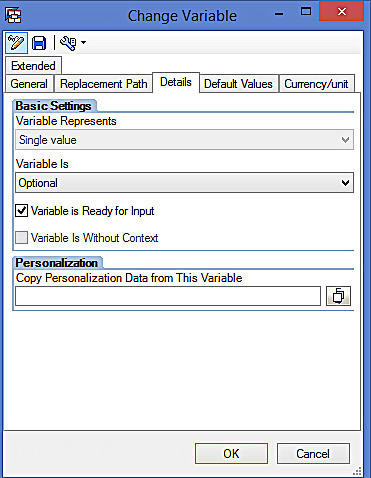 Change Variable
Extended
General Replacement Path Details Default Values Currency/unit
Basic Settings
Variable Represents
Single value
Variable Is
Optional
Variable is Ready for Input
Variable Is Without Context
Personalization
Copy Personalization Data from This Variable
OK Cancel